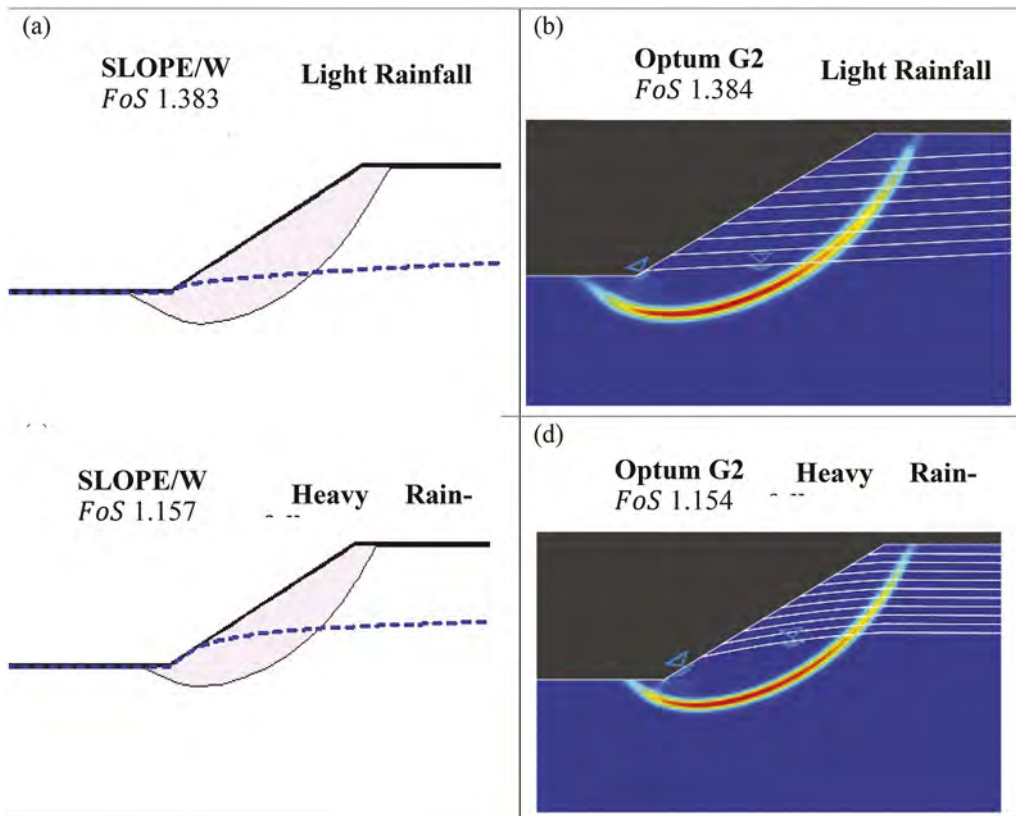 (a)
SLOPE/W Light Rainfall
FoS 1.383
(b)
Optum G2 Light Rainfall
FoS 1.384
SLOPE/W Heavy Rain-
FoS 1.157
(d)
Optum G2 Heavy Rain-
FoS 1.154